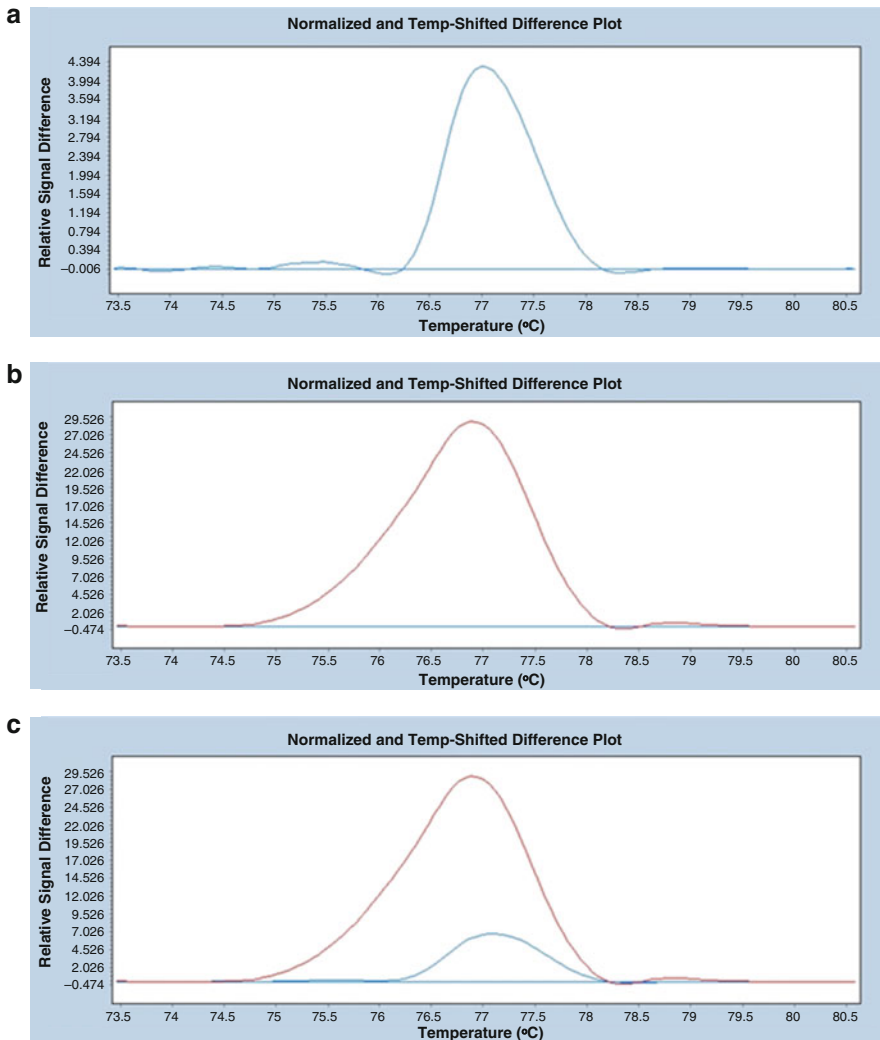 a
Normalized and Temp-Shifted Difference Plot
Relative Signal Difference
4.394
3.994
3.594
3.194
2.794
2.394
1.994
1.594
1.194
0.794
0.394
–0.006
73.5 74 74.5 75 75.5 76 76.5 77 77.5 78 78.5 79 79.5 80 80.5
Temperature (ºC)
b
Normalized and Temp-Shifted Difference Plot
Relative Signal Difference
29.526
27.026
24.526
22.026
19.526
17.026
14.526
12.026
9.526
7.026
4.526
2.026
–0.474
73.5 74 74.5 75 75.5 76 76.5 77 77.5 78 78.5 79 79.5 80 80.5
Temperature (ºC)
c
Normalized and Temp-Shifted Difference Plot
Relative Signal Difference
29.526
27.026
24.526
22.026
19.526
17.026
14.526
12.026
9.526
7.026
4.526
2.026
–0.474
73.5 74 74.5 75 75.5 76 76.5 77 77.5 78 78.5 79 79.5 80 80.5
Temperature (ºC)